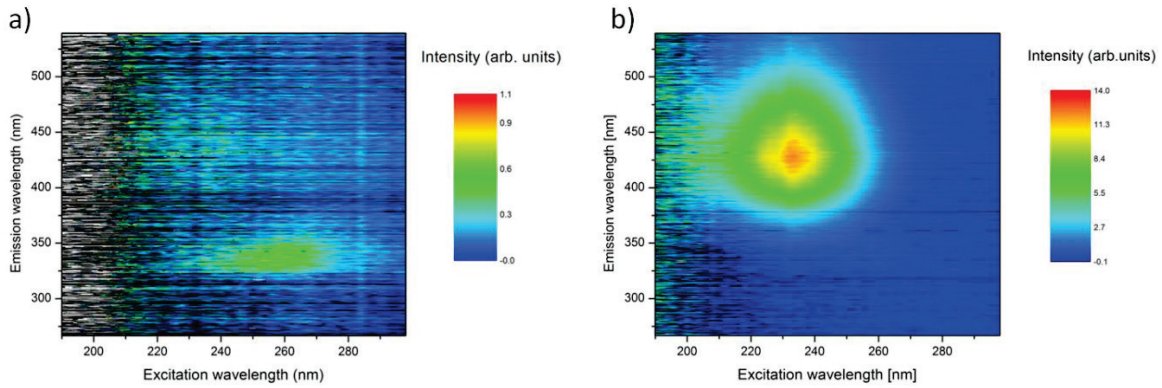 a)
Intensity (arb. units)
1.1
0.9
0.6
0.3
-0.0
Emission wavelength (nm)
500
450
400
350
300
200 220 240 260 280
Excitation wavelength (nm)
b)
Intensity (arb.units)
14.0
11.3
8.4
5.5
2.7
-0.1
Emission wavelength [nm]
500
450
400
350
300
190 200 210 220 240 260 280
Excitation wavelength [nm]